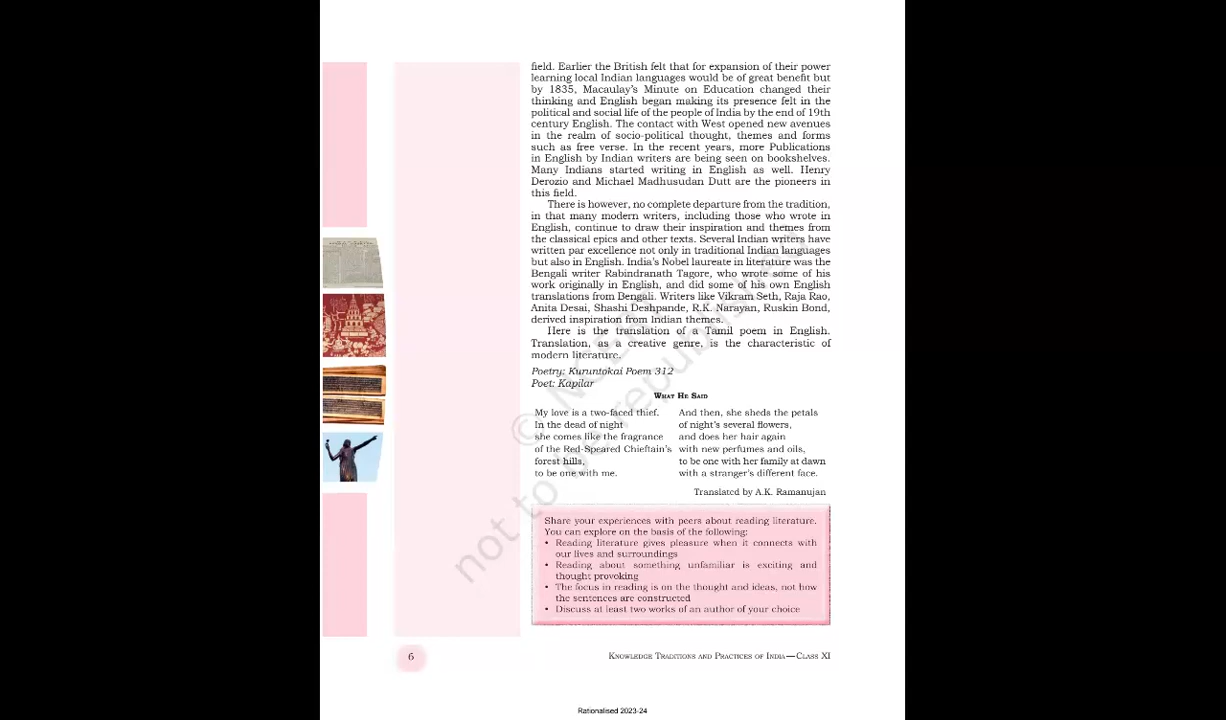 field. Earlier the British felt that for expansion of their power
learning local Indian languages would be of great benefit but
by 1835, Macaulay's Minute on Education changed their
thinking and English began making its presence felt in the
political and social life of the people of India by the end of 19th
century English. The contact with West opened new avenues
in the realm of socio-political thought, themes and forms
such as free verse. In the recent years, more Publications
in English by Indian writers are being seen on bookshelves.
Many Indians started writing in English as well. Henry
Derozio and Michael Madhusudan Dutt are the pioneers in
this field.
There is however, no complete departure from the tradition,
in that many modern writers, including those who wrote in
English, continue to draw their inspiration and themes from
the classical epics and other texts. Several Indian writers have
written par excellence not only in traditional Indian languages
but also in English. India's Nobel laureate in literature was the
Bengali writer Rabindranath Tagore, who wrote some of his
work originally in English, and did some of his own English
translations from Bengali. Writers like Vikram Seth, Raja Rao,
Anita Desai, Shashi Deshpande, R.K. Narayan, Ruskin Bond,
derived inspiration from Indian themes.
Here is the translation of a Tamil poem in English.
Translation, as a creative genre, is the characteristic of
modern literature.
Poetry: Kuruntokai Poem 312
Poet: Kapilar
What He Said
My love is a two-faced thief.
In the dead of night
she comes like the fragrance
of the Red-Speared Chieftain's
forest hills,
to be one with me.
And then, she sheds the petals
of night's several flowers,
and does her hair again
with new perfumes and oils,
to be one with her family at dawn
with a stranger's different face.
Translated by A.K. Ramanujan
Share your experiences with peers about reading literature.
You can explore on the basis of the following:
• Reading literature gives pleasure when it connects with
our lives and surroundings
• Reading about something unfamiliar is exciting and
thought provoking
• The focus in reading is on the thought and ideas, not how
the sentences are constructed
• Discuss at least two works of an author of your choice
6
Knowledge Traditions and Practices of India—Class XI
Rationalised 2023-24
© NCERT
not to be republished